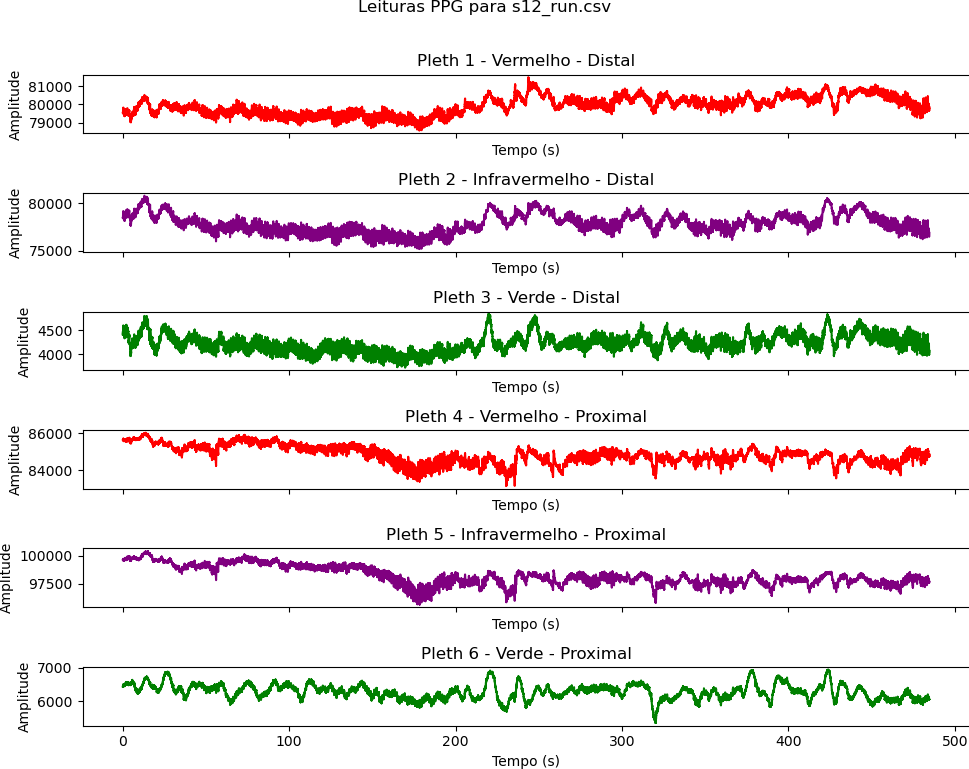 Leituras PPG para s12_run.csv
Pleth 1 - Vermelho - Distal
Amplitude
81000
80000
79000
Tempo (s)
Pleth 2 - Infravermelho - Distal
Amplitude
80000
75000
Tempo (s)
Pleth 3 - Verde - Distal
Amplitude
4500
4000
Tempo (s)
Pleth 4 - Vermelho - Proximal
Amplitude
86000
84000
Tempo (s)
Pleth 5 - Infravermelho - Proximal
Amplitude
100000
97500
Tempo (s)
Pleth 6 - Verde - Proximal
Amplitude
7000
6000
0 100 200 300 400 500
Tempo (s)